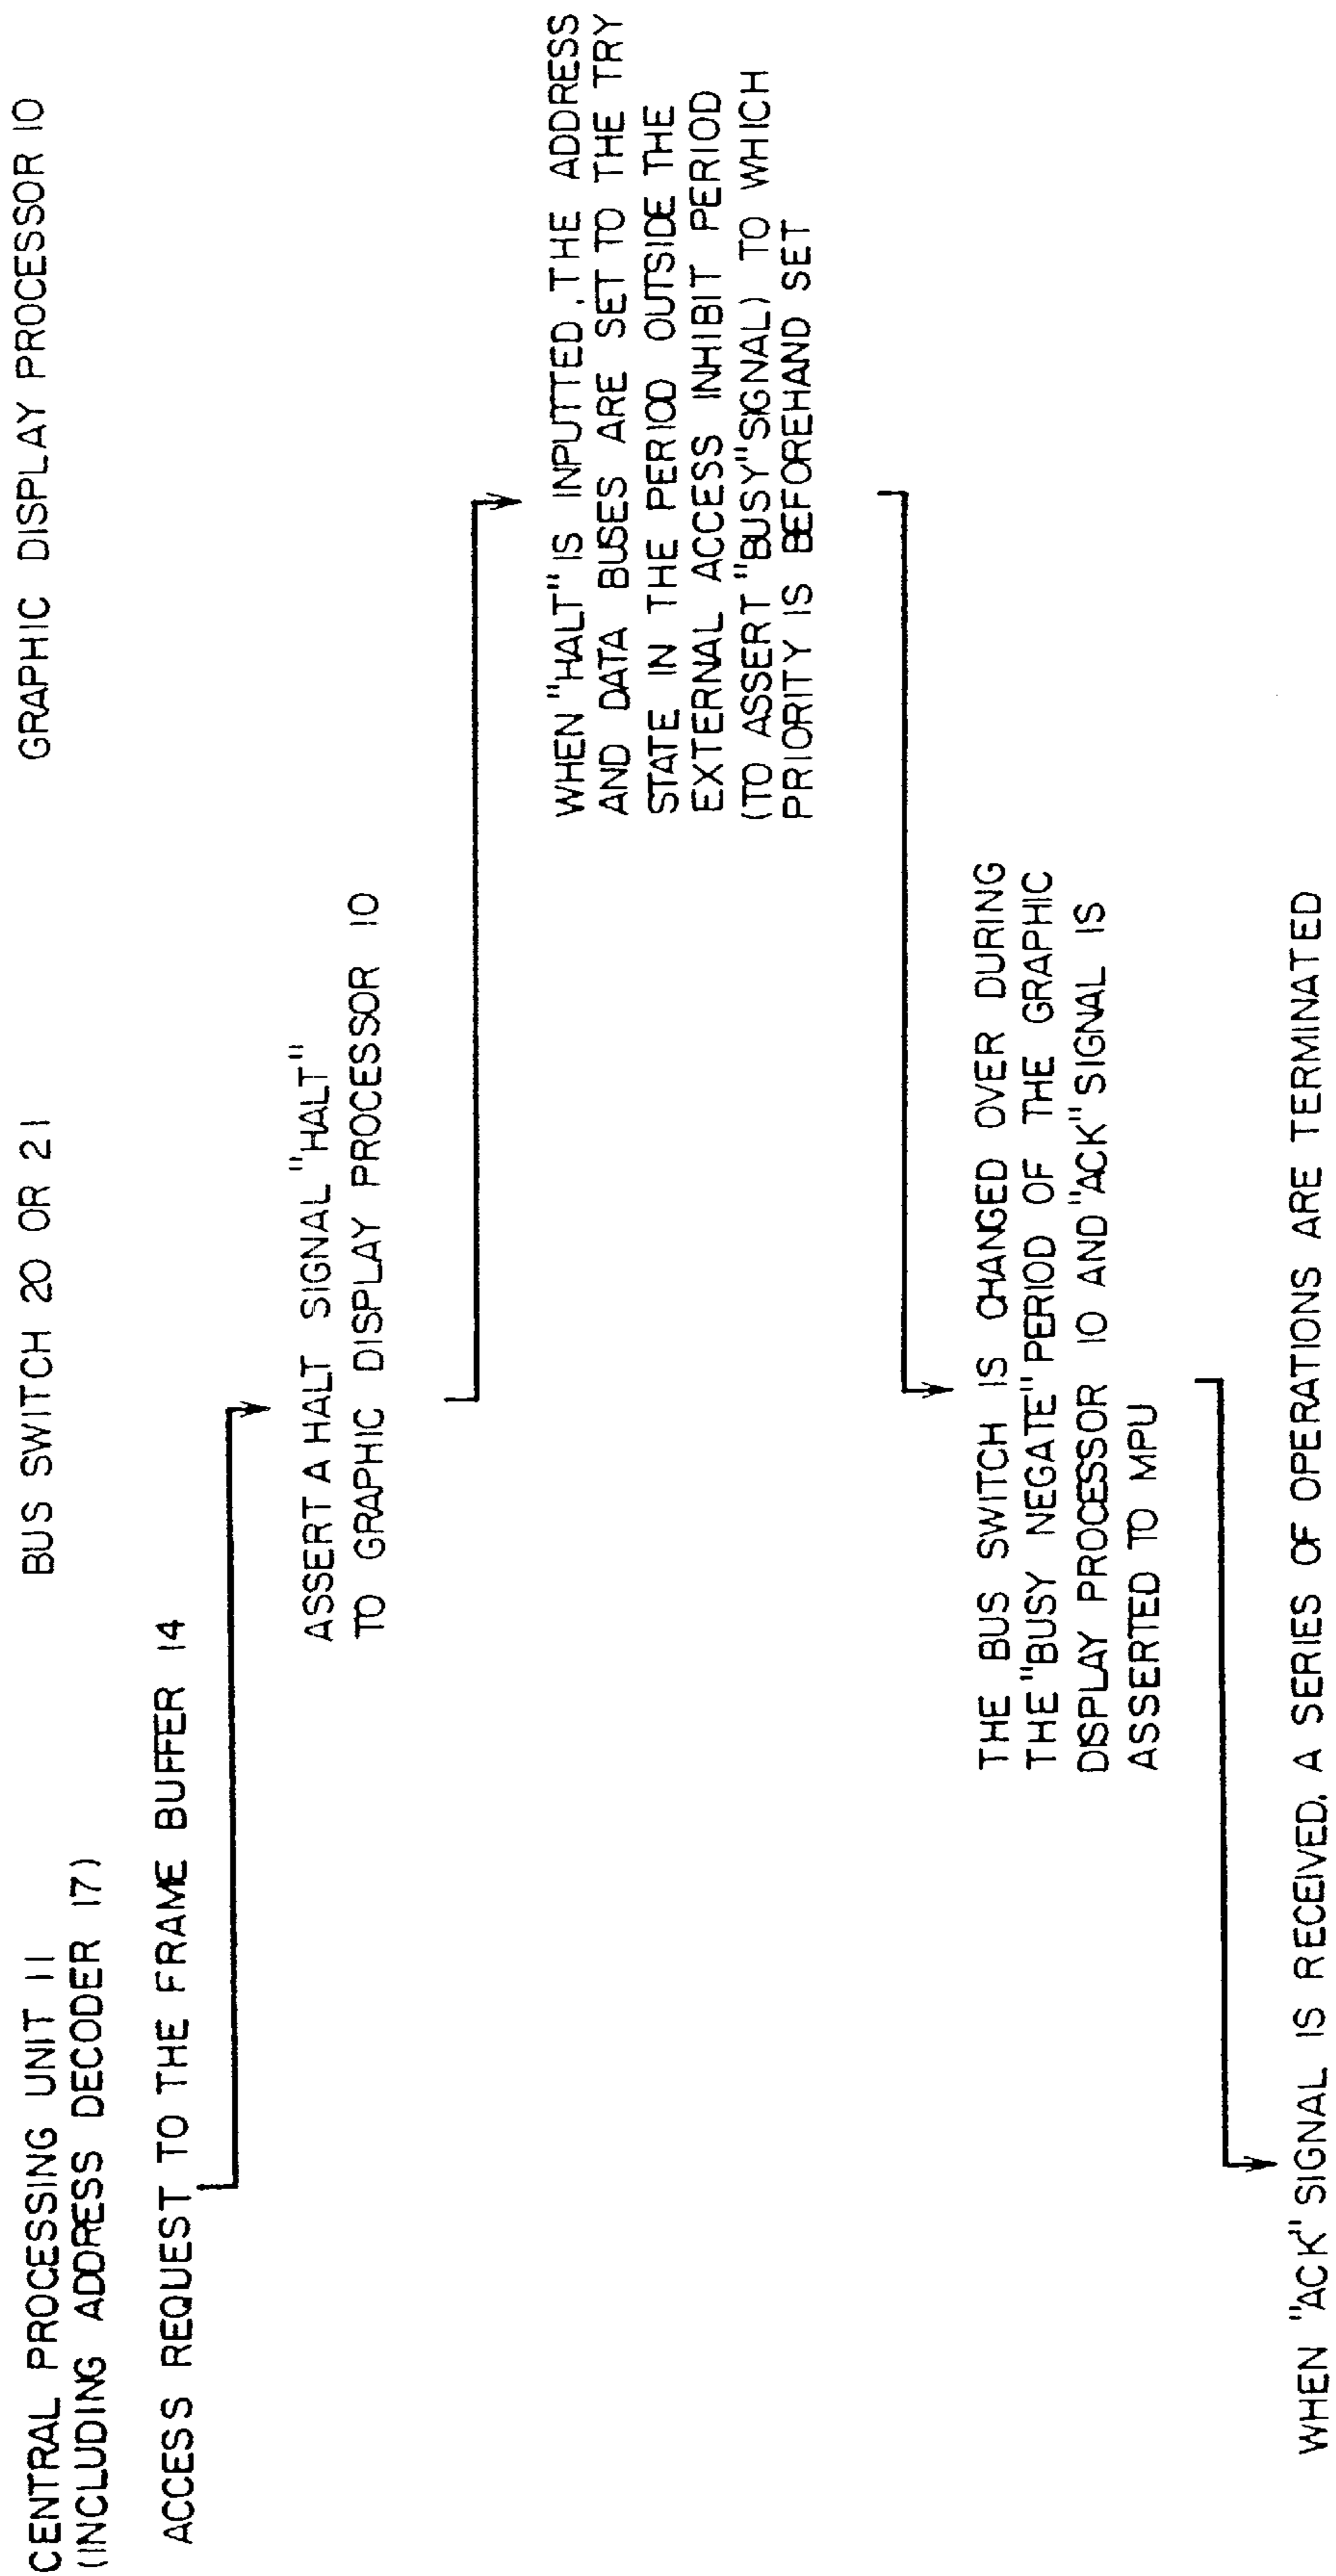 CENTRAL PROCESSING UNIT 11
(INCLUDING ADDRESS DECODER 17)
BUS SWITCH 20 OR 21
GRAPHIC DISPLAY PROCESSOR 10
ACCESS REQUEST TO THE FRAME BUFFER 14
ASSERT A HALT SIGNAL "HALT"
TO GRAPHIC DISPLAY PROCESSOR 10
WHEN "HALT" IS INPUTTED, THE ADDRESS
AND DATA BUSES ARE SET TO THE TRY
STATE IN THE PERIOD OUTSIDE THE
EXTERNAL ACCESS INHIBIT PERIOD
(TO ASSERT "BUSY" SIGNAL) TO WHICH
PRIORITY IS BEFOREHAND SET
THE BUS SWITCH IS CHANGED OVER DURING
THE "BUSY NEGATE" PERIOD OF THE GRAPHIC
DISPLAY PROCESSOR 10 AND "ACK" SIGNAL IS
ASSERTED TO MPU
WHEN "ACK" SIGNAL IS RECEIVED, A SERIES OF OPERATIONS ARE TERMINATED